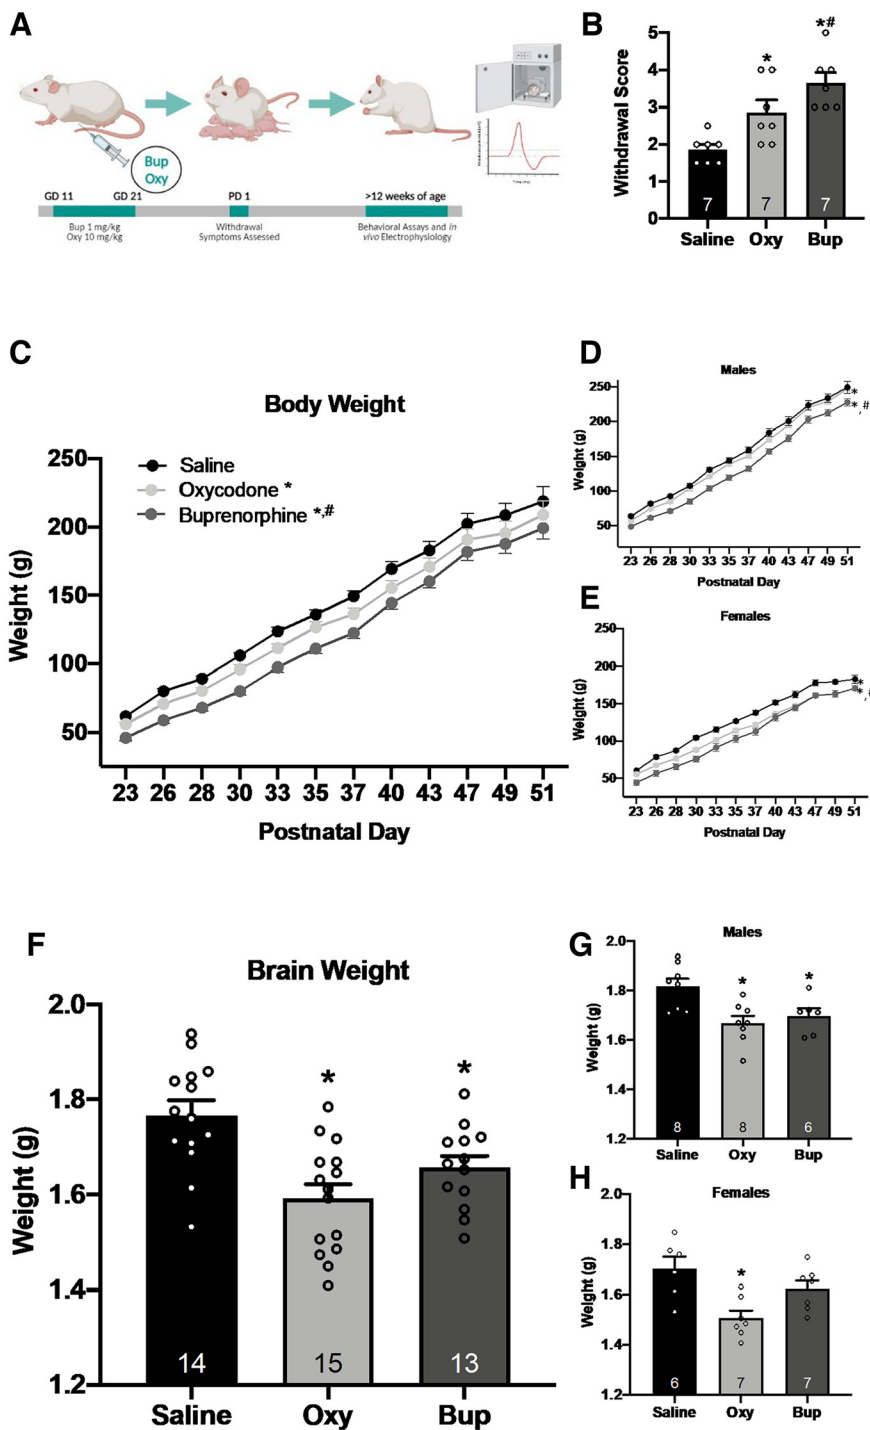 A
Bup
Oxy
GD 11
GD 21
PD 1
>12 weeks of age
Bup 1 mg/kg
Oxy 10 mg/kg
Withdrawal
Symptoms Assessed
Behavioral Assays and in
vivo Electrophysiology
B
Withdrawal Score
5
4
3
2
1
0
*
*#
7
7
7
Saline
Oxy
Bup
C
Body Weight
Saline
Oxycodone *
Buprenorphine *,#
Weight (g)
250
200
150
100
50
23 26 28 30 33 35 37 40 43 47 49 51
Postnatal Day
D
Males
Weight (g)
250
200
150
100
50
*
*,#
23 26 28 30 33 35 37 40 43 47 49 51
Postnatal Day
E
Females
Weight (g)
250
200
150
100
50
*
*,#
23 26 28 30 33 35 37 40 43 47 49 51
Postnatal Day
F
Brain Weight
Weight (g)
2.0
1.8
1.6
1.4
1.2
*
*
14
15
13
Saline
Oxy
Bup
G
Males
Weight (g)
2.0
1.8
1.6
1.4
1.2
*
*
8
8
6
Saline
Oxy
Bup
H
Females
Weight (g)
2.0
1.8
1.6
1.4
1.2
*
6
7
7
Saline
Oxy
Bup